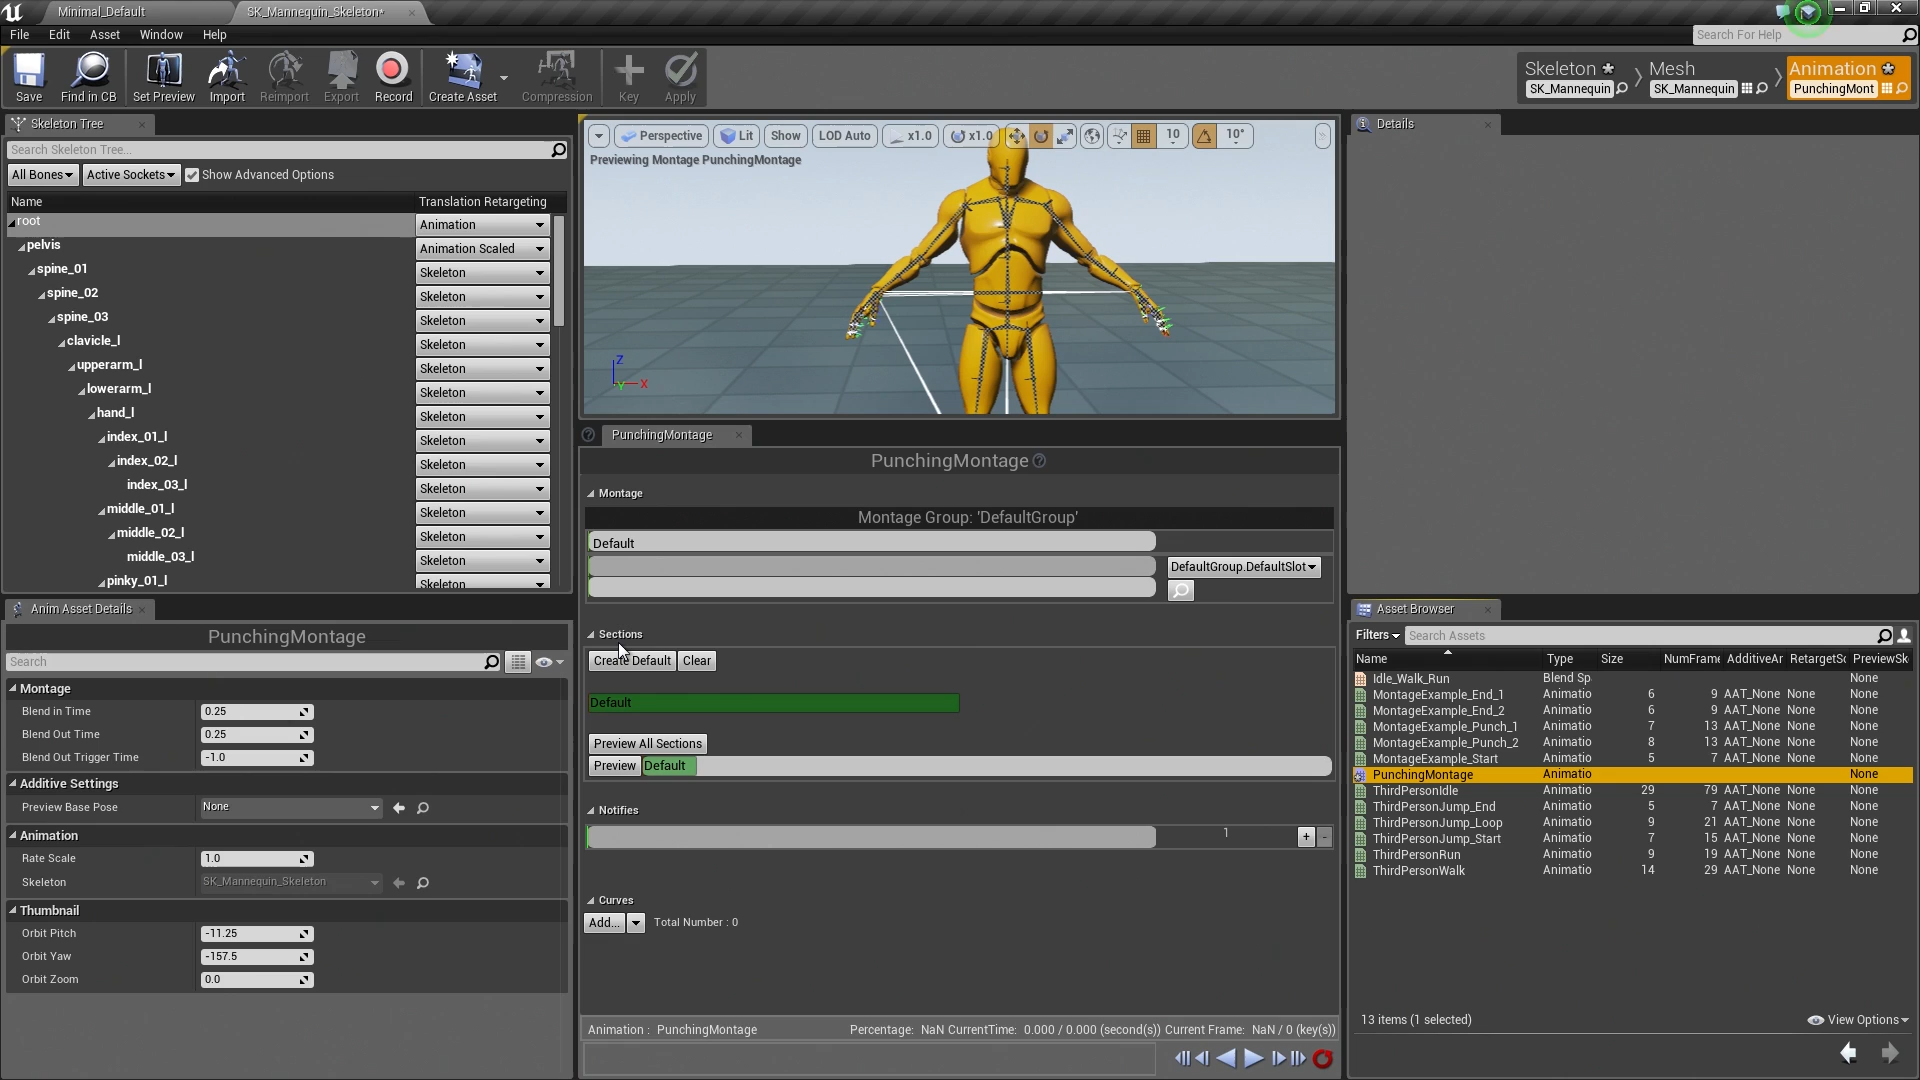 Minimal_Default
SK_Mannequin_Skeleton*
File Edit Asset Window Help
Search For Help
Save
Find in CB
Set Preview
Import
Reimport
Export
Record
Create Asset
Compression
Key
Apply
Skeleton
SK_Mannequin
Mesh
SK_Mannequin
Animation
PunchingMont
Skeleton Tree
Search Skeleton Tree...
All Bones
Active Sockets
Show Advanced Options
Name Translation Retargeting
root Animation
pelvis Animation Scaled
spine_01 Skeleton
spine_02 Skeleton
spine_03 Skeleton
clavicle_l Skeleton
upperarm_l Skeleton
lowerarm_l Skeleton
hand_l Skeleton
index_01_l Skeleton
index_02_l Skeleton
index_03_l Skeleton
middle_01_l Skeleton
middle_02_l Skeleton
middle_03_l Skeleton
pinky_01_l Skeleton
Anim Asset Details
PunchingMontage
Search
Montage
Blend in Time 0.25
Blend Out Time 0.25
Blend Out Trigger Time -1.0
Additive Settings
Preview Base Pose None
Animation
Rate Scale 1.0
Skeleton SK_Mannequin_Skeleton
Thumbnail
Orbit Pitch -11.25
Orbit Yaw -157.5
Orbit Zoom 0.0
Perspective Lit Show LOD Auto x1.0 x1.0 10 10°
Previewing Montage PunchingMontage
Z
Y X
PunchingMontage
PunchingMontage
Montage
Montage Group: 'DefaultGroup'
Default
DefaultGroup.DefaultSlot
Sections
Create Default Clear
Default
Preview All Sections
Preview Default
Notifies
1 + -
Curves
Add... Total Number : 0
Animation : PunchingMontage Percentage: NaN CurrentTime: 0.000 / 0.000 (second(s)) Current Frame: NaN / 0 (key(s))
Details
Asset Browser
Filters Search Assets
Name Type Size NumFrame AdditiveAr RetargetSo PreviewSk
Idle_Walk_Run Blend Sp None
MontageExample_End_1 Animatio 6 9 AAT_None None None
MontageExample_End_2 Animatio 6 9 AAT_None None None
MontageExample_Punch_1 Animatio 7 13 AAT_None None None
MontageExample_Punch_2 Animatio 8 13 AAT_None None None
MontageExample_Start Animatio 5 7 AAT_None None None
PunchingMontage Animatio None
ThirdPersonIdle Animatio 29 79 AAT_None None None
ThirdPersonJump_End Animatio 5 7 AAT_None None None
ThirdPersonJump_Loop Animatio 9 21 AAT_None None None
ThirdPersonJump_Start Animatio 7 15 AAT_None None None
ThirdPersonRun Animatio 9 19 AAT_None None None
ThirdPersonWalk Animatio 14 29 AAT_None None None
13 items (1 selected)
View Options